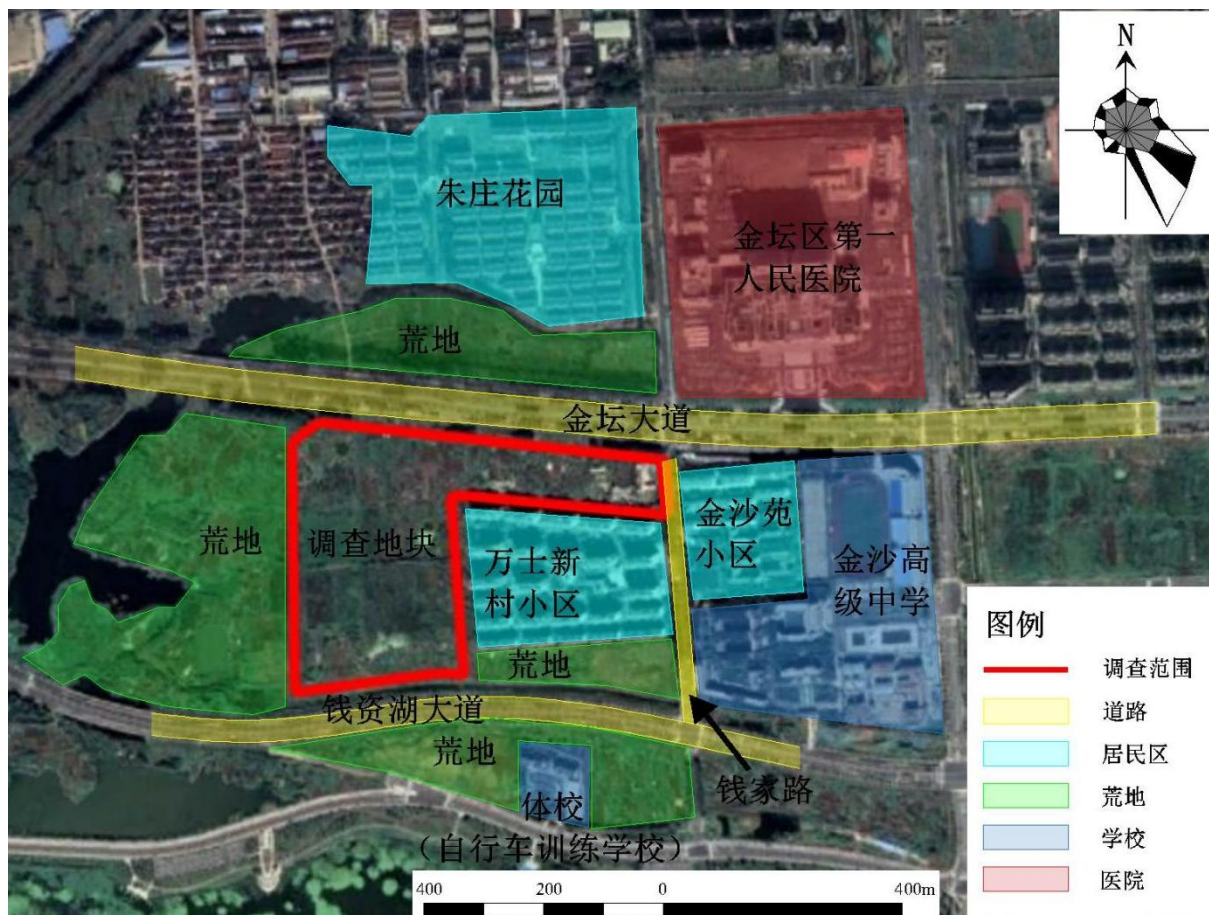 N
朱庄花园
金坛区第一
人民医院
荒地
金坛大道
荒地
调查地块
万士新
村小区
金沙苑
小区
金沙高
级中学
荒地
钱资湖大道
荒地
钱家路
体校
（自行车训练学校）
图例
调查范围
道路
居民区
荒地
学校
医院
400 200 0 400m